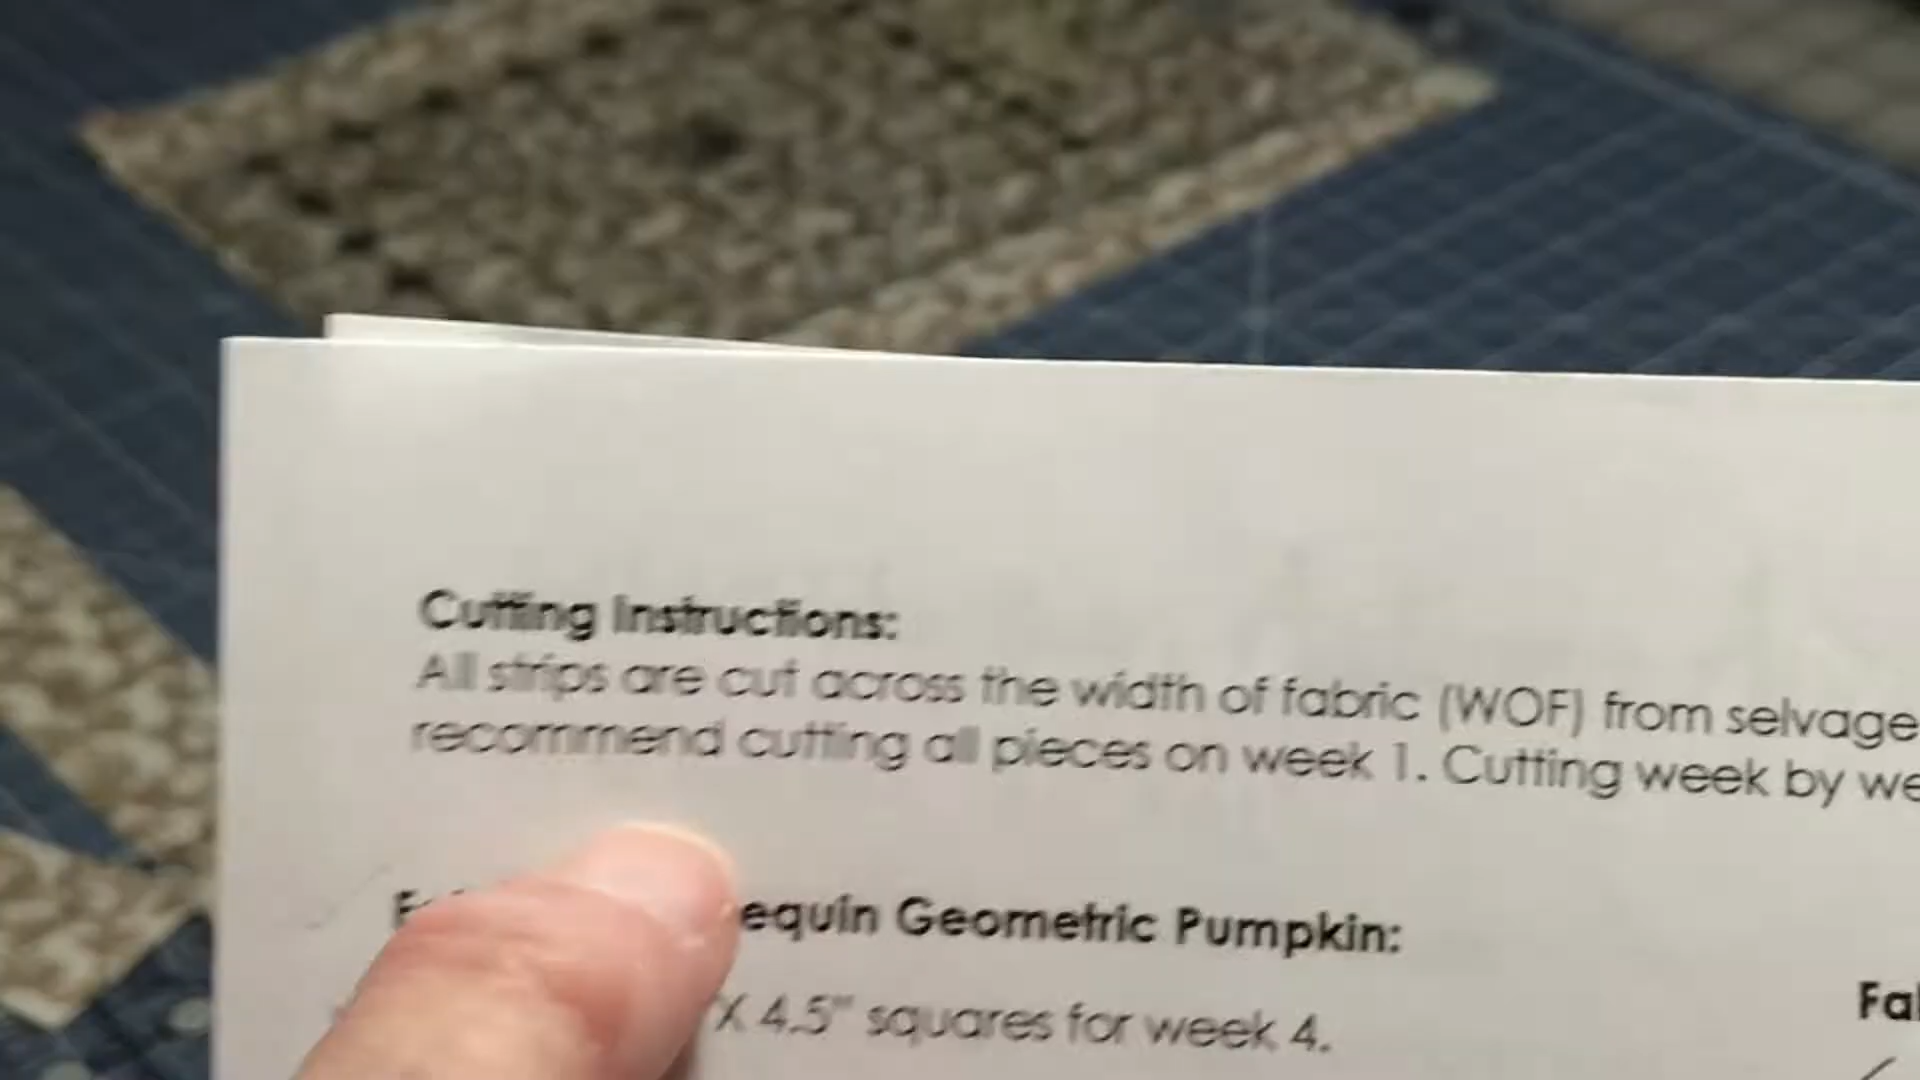 Cutting Instructions:
All strips are cut across the width of fabric (WOF) from selvage
recommend cutting all pieces on week 1. Cutting week by we
equin Geometric Pumpkin:
X 4.5" squares for week 4.
Fa